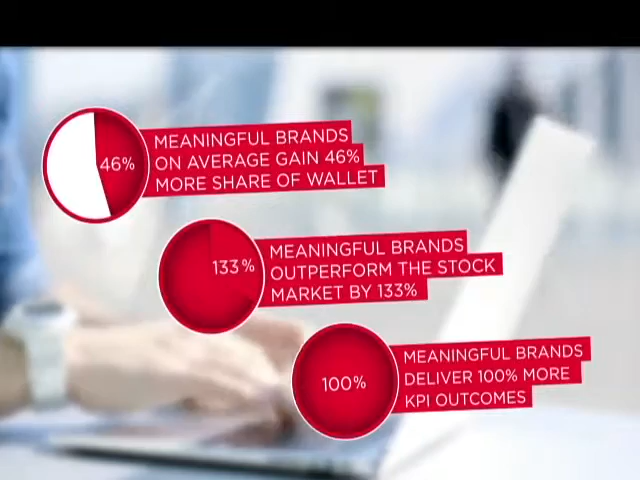 46%
MEANINGFUL BRANDS
ON AVERAGE GAIN 46%
MORE SHARE OF WALLET
133%
MEANINGFUL BRANDS
OUTPERFORM THE STOCK
MARKET BY 133%
100%
MEANINGFUL BRANDS
DELIVER 100% MORE
KPI OUTCOMES